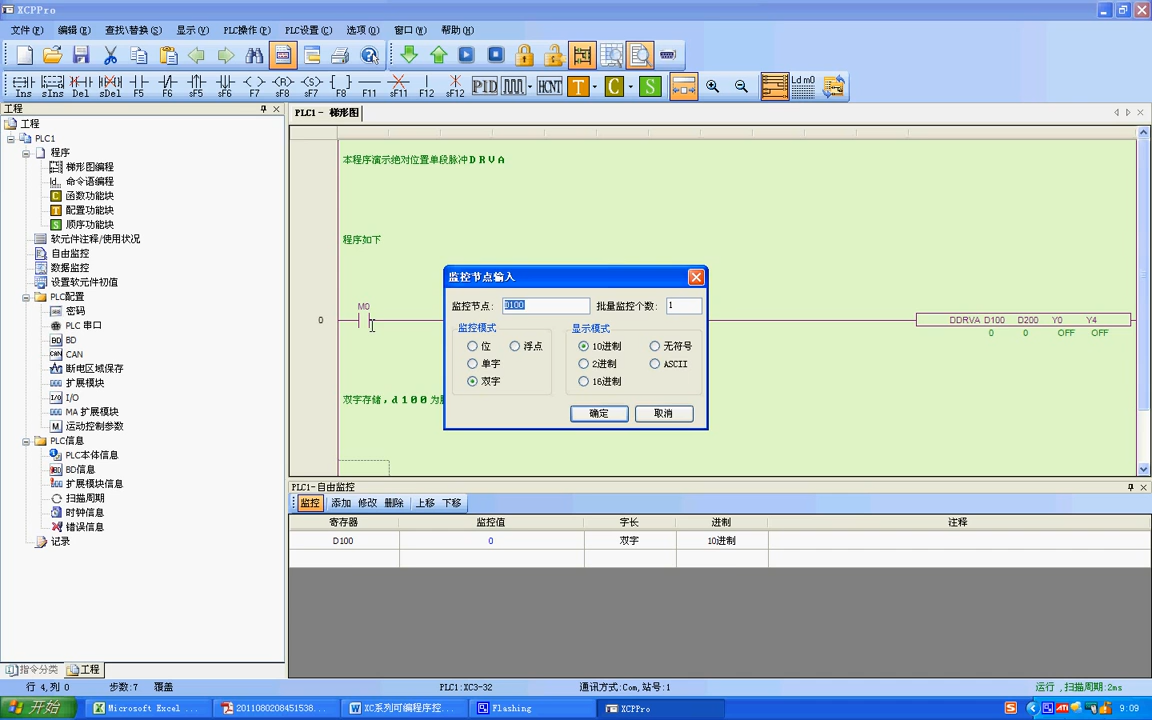 XCPPro
文件(F) 编辑(E) 查找\替换(S) 显示(V) PLC操作(P) PLC设置(C) 选项(O) 窗口(W) 帮助(H)
Ins sIns Del sDel F5 F6 sF5 sF6 F7 sF8 sF7 F8 F11 sF11 F12 sF12 PID HCNT T C S Ld m0
工程
工程
PLC1
程序
梯形图编程
命令语编程
函数功能块
配置功能块
顺序功能块
软元件注释/使用状况
自由监控
数据监控
设置软元件初值
PLC配置
密码
PLC 串口
BD
CAN
断电区域保存
扩展模块
I/O
MA 扩展模块
运动控制参数
PLC信息
PLC本体信息
BD信息
扩展模块信息
扫描周期
时钟信息
错误信息
记录
指令分类 工程
PLC1 - 梯形图
本程序演示绝对位置单段脉冲DRVA
程序如下
M0
0
DDRVA D100 D200 Y0 Y4
0 0 OFF OFF
双字存储,d100为
监控节点输入
监控节点: D100 批量监控个数: 1
监控模式 显示模式
位 浮点 10进制 无符号
单字 2进制 ASCII
双字 16进制
确定 取消
PLC1-自由监控
监控 添加 修改 删除 上移 下移
寄存器 监控值 字长 进制 注释
D100 0 双字 10进制
行 4,列 0 步数:7 覆盖 PLC1:XC3-32 通讯方式:Com,站号:1 运行 ,扫描周期:2ms
开始 Microsoft Excel ... 2011080208451538... XC系列可编程序控... Flashing XCPPro 9:09